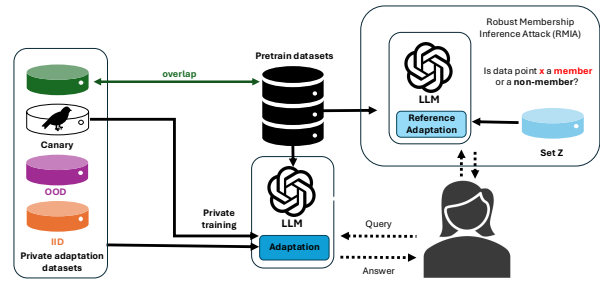 Robust Membership
Inference Attack (RMIA)
Pretrain datasets
overlap
Is data point x a member
or a non-member?
LLM
Reference
Adaptation
Set Z
Canary
OOD
IID
Private adaptation
datasets
Private
training
LLM
Adaptation
Query
Answer